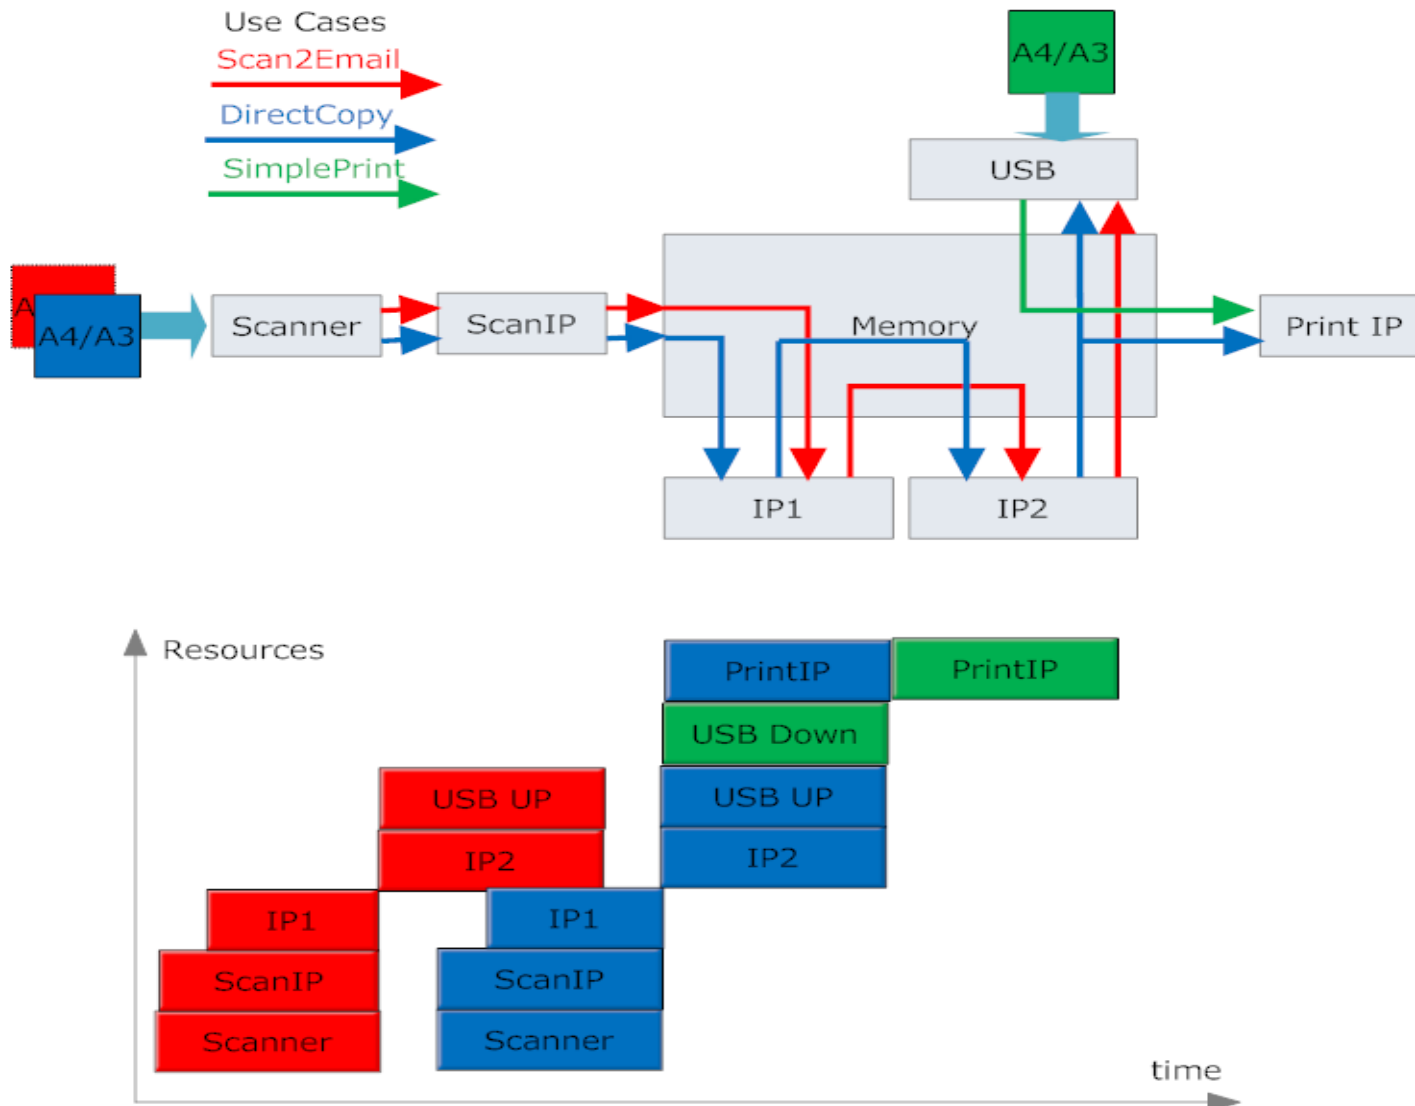 Use Cases
Scan2Email
DirectCopy
SimplePrint
A4/A3
USB
A
A4/A3
Scanner
ScanIP
Memory
Print IP
IP1
IP2
Resources
PrintIP
PrintIP
USB Down
USB UP
USB UP
IP2
IP2
IP1
IP1
ScanIP
ScanIP
Scanner
Scanner
time